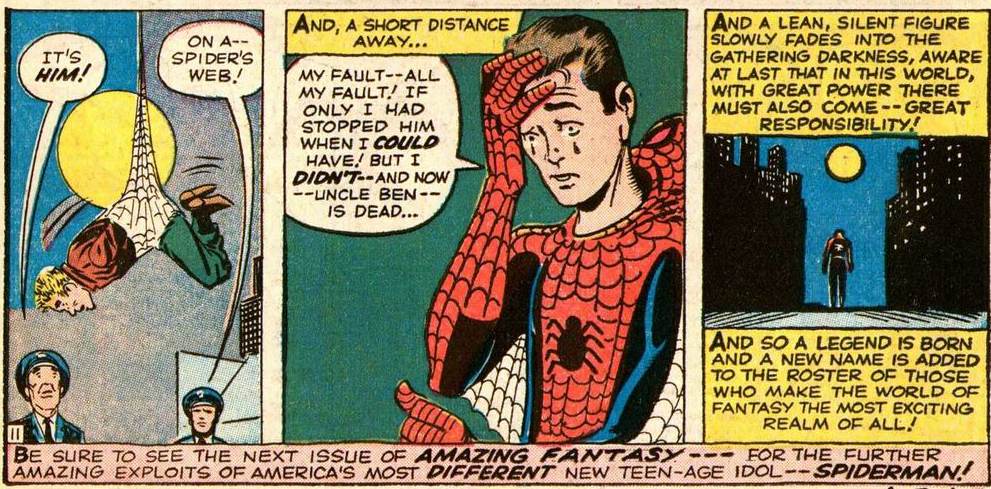 IT'S
HIM!
ON A--
SPIDER'S
WEB!
11
AND, A SHORT DISTANCE
AWAY...
MY FAULT--ALL
MY FAULT! IF
ONLY I HAD
STOPPED HIM
WHEN I COULD
HAVE! BUT I
DIDN'T--AND NOW
--UNCLE BEN--
IS DEAD...
AND A LEAN, SILENT FIGURE
SLOWLY FADES INTO THE
GATHERING DARKNESS, AWARE
AT LAST THAT IN THIS WORLD,
WITH GREAT POWER THERE
MUST ALSO COME--GREAT
RESPONSIBILITY!
AND SO A LEGEND IS BORN
AND A NEW NAME IS ADDED
TO THE ROSTER OF THOSE
WHO MAKE THE WORLD OF
FANTASY THE MOST EXCITING
REALM OF ALL!
BE SURE TO SEE THE NEXT ISSUE OF AMAZING FANTASY--- FOR THE FURTHER
AMAZING EXPLOITS OF AMERICA'S MOST DIFFERENT NEW TEEN-AGE IDOL--SPIDERMAN!